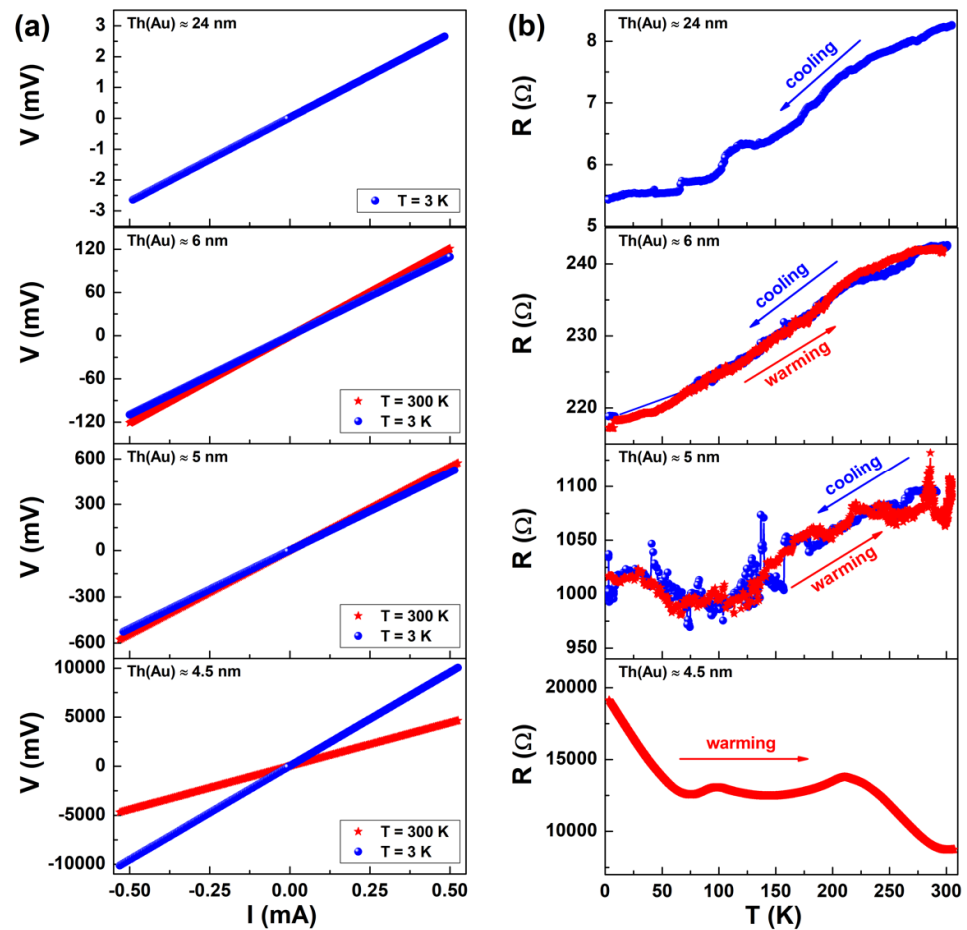 (a)
Th(Au) ≈ 24 nm
V (mV)
3
2
1
0
-1
-2
-3
T = 3 K
Th(Au) ≈ 6 nm
V (mV)
120
60
0
-60
-120
T = 300 K
T = 3 K
Th(Au) ≈ 5 nm
V (mV)
600
300
0
-300
-600
T = 300 K
T = 3 K
Th(Au) ≈ 4.5 nm
V (mV)
10000
5000
0
-5000
-10000
T = 300 K
T = 3 K
-0.50 -0.25 0.00 0.25 0.50
I (mA)
(b)
Th(Au) ≈ 24 nm
R (Ω)
9
8
7
6
5
cooling
Th(Au) ≈ 6 nm
R (Ω)
240
230
220
cooling
warming
Th(Au) ≈ 5 nm
R (Ω)
1100
1050
1000
950
cooling
warming
Th(Au) ≈ 4.5 nm
R (Ω)
20000
15000
10000
warming
0 50 100 150 200 250 300
T (K)